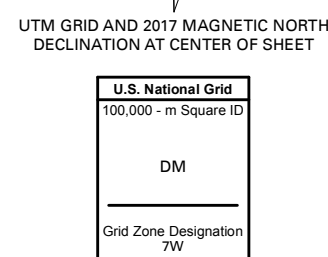 UTM GRID AND 2017 MAGNETIC NORTH
DECLINATION AT CENTER OF SHEET
U.S. National Grid
100,000 - m Square ID
DM
Grid Zone Designation
7W